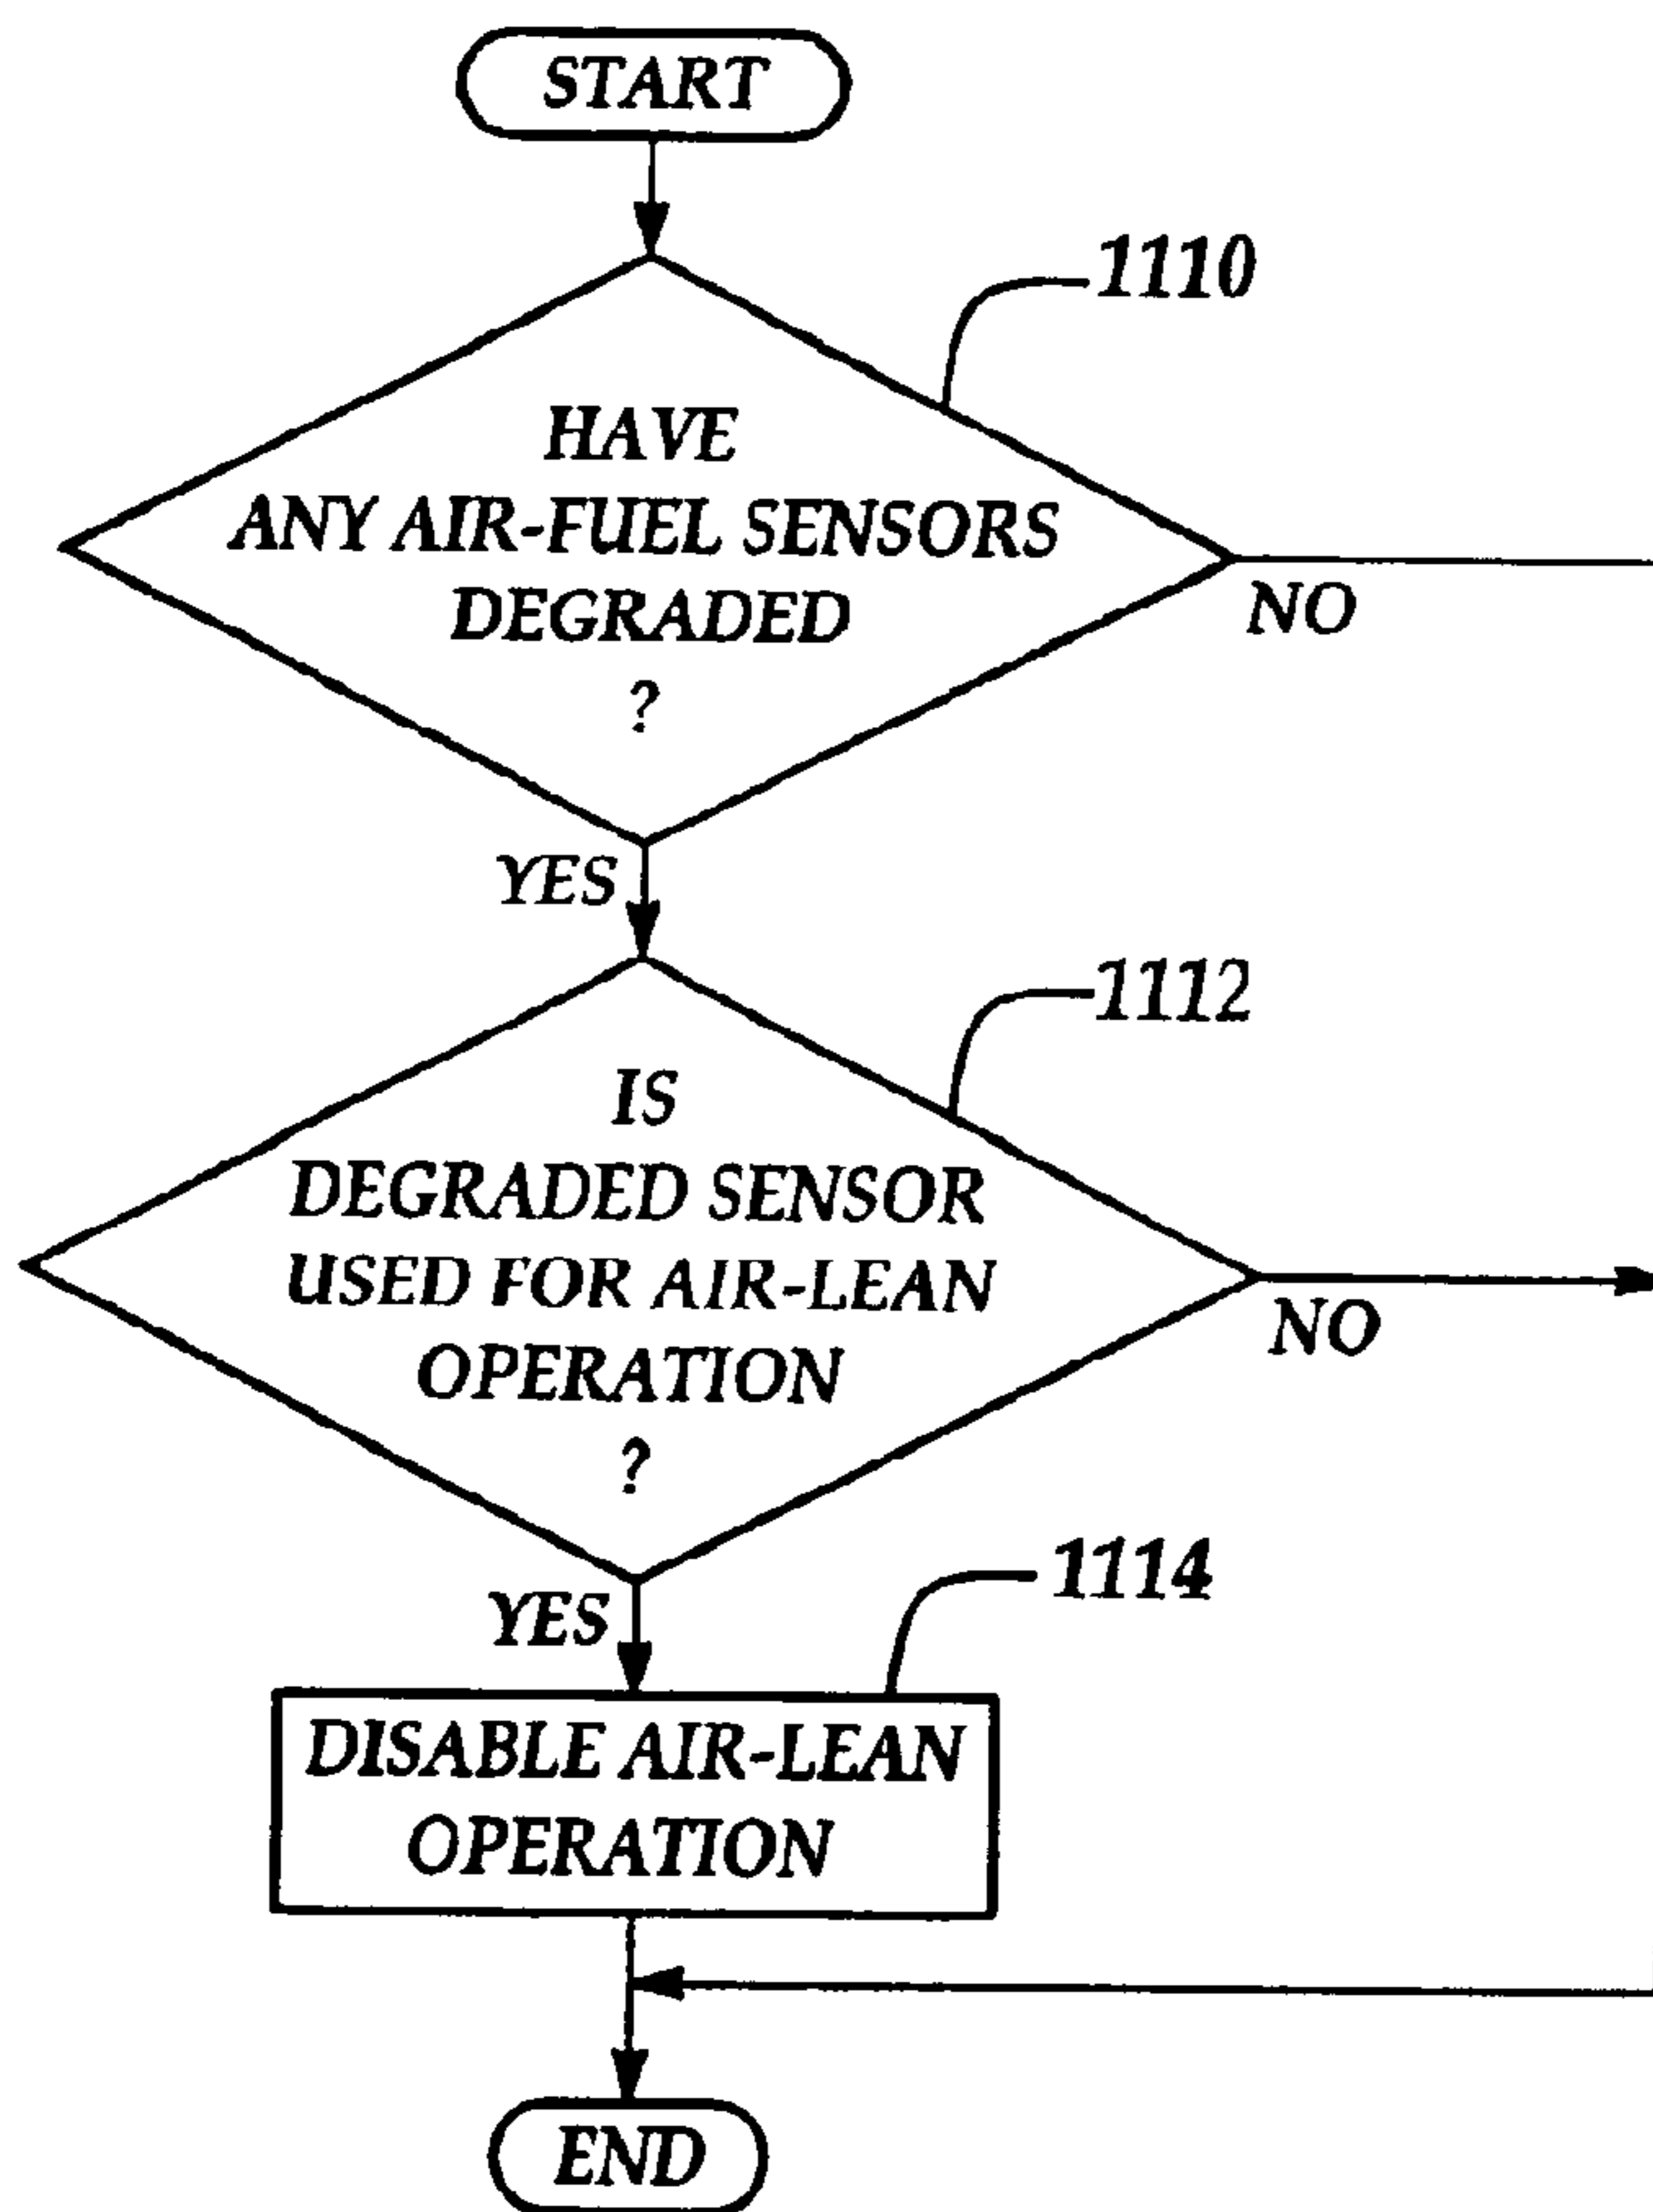 START
1110
HAVE
ANY AIR-FUEL SENSORS
DEGRADED
?
NO
YES
1112
IS
DEGRADED SENSOR
USED FOR AIR-LEAN
OPERATION
?
NO
YES
1114
DISABLE AIR-LEAN
OPERATION
END